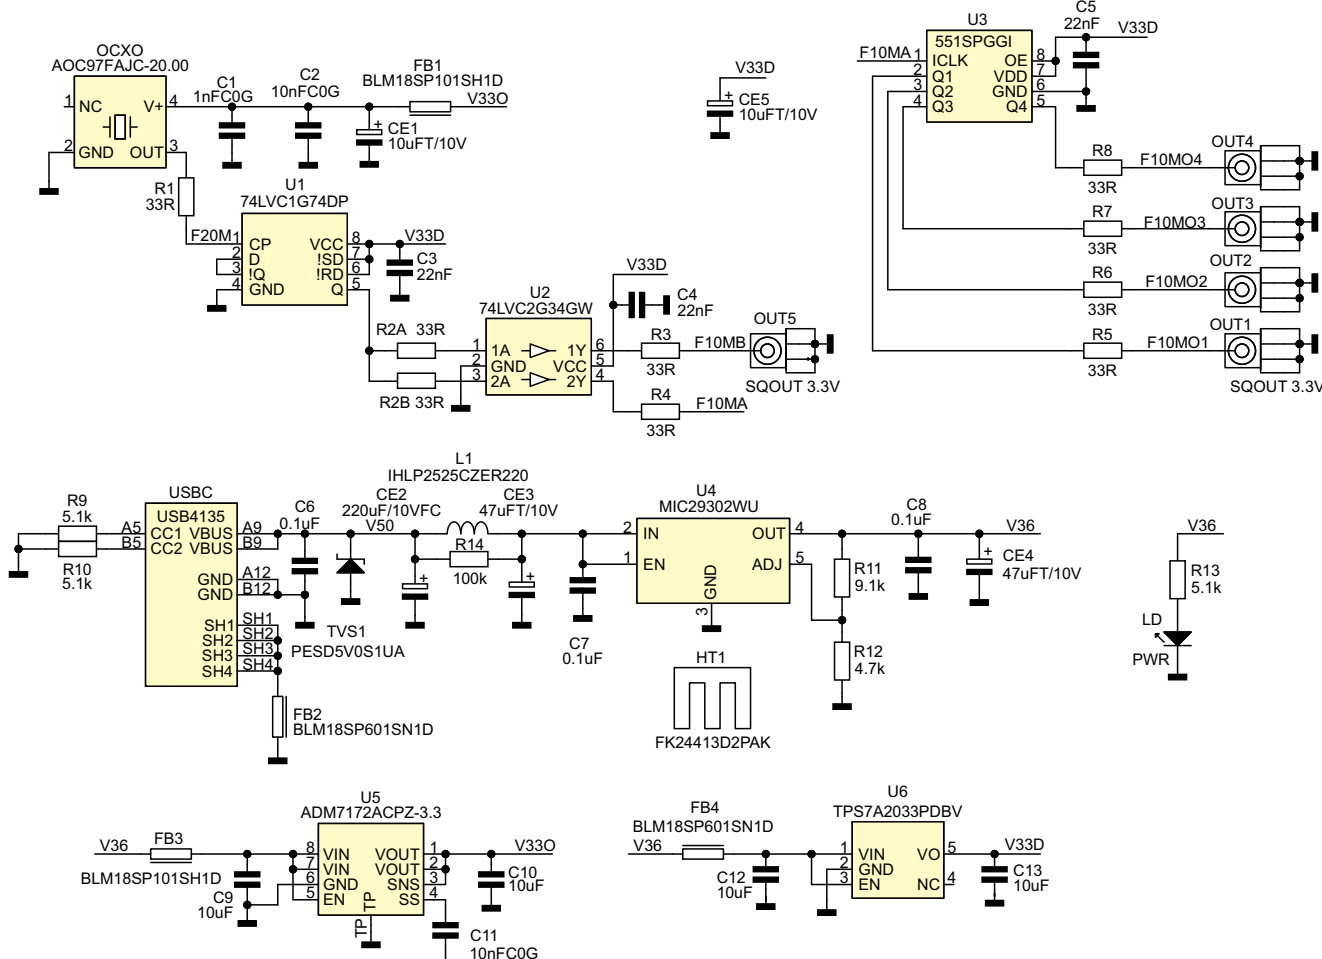 OCXO
AOC97FAJC-20.00
1 NC V+ 4
2 GND OUT 3
C1
1nFC0G
C2
10nFC0G
FB1
BLM18SP101SH1D
V33O
CE1
10uFT/10V
R1
33R
F20M
U1
74LVC1G74DP
1 CP VCC 8
2 D !SD 7
3 !Q !RD 6
4 GND Q 5
V33D
C3
22nF
R2A 33R
R2B 33R
U2
74LVC2G34GW
1 1A 1Y 6
2 GND VCC 5
3 2A 2Y 4
V33D
C4
22nF
R3
33R
F10MB
OUT5
SQOUT 3.3V
R4
33R
F10MA
V33D
CE5
10uFT/10V
U3
551SPGGI
F10MA 1 ICLK OE 8
2 Q1 VDD 7
3 Q2 GND 6
4 Q3 Q4 5
C5
22nF
V33D
R8
33R
F10MO4
OUT4
R7
33R
F10MO3
OUT3
R6
33R
F10MO2
OUT2
R5
33R
F10MO1
OUT1
SQOUT 3.3V
R9
5.1k
R10
5.1k
USBC
USB4135
A5 CC1 VBUS A9
B5 CC2 VBUS B9
GND A12
GND B12
SH1 SH1
SH2 SH2
SH3 SH3
SH4 SH4
FB2
BLM18SP601SN1D
C6
0.1uF
TVS1
PESD5V0S1UA
V50
CE2
220uF/10VFC
L1
IHLP2525CZER220
R14
100k
CE3
47uFT/10V
C7
0.1uF
U4
MIC29302WU
2 IN OUT 4
1 EN ADJ 5
GND
3
HT1
FK24413D2PAK
R11
9.1k
R12
4.7k
C8
0.1uF
V36
CE4
47uFT/10V
V36
R13
5.1k
LD
PWR
V36
FB3
BLM18SP101SH1D
C9
10uF
U5
ADM7172ACPZ-3.3
8 VIN VOUT 1
7 VIN VOUT 2
6 GND SNS 3
5 EN SS 4
TP
TP
V33O
C10
10uF
C11
10nFC0G
FB4
BLM18SP601SN1D
V36
C12
10uF
U6
TPS7A2033PDBV
1 VIN VO 5
2 GND
3 EN NC 4
V33D
C13
10uF